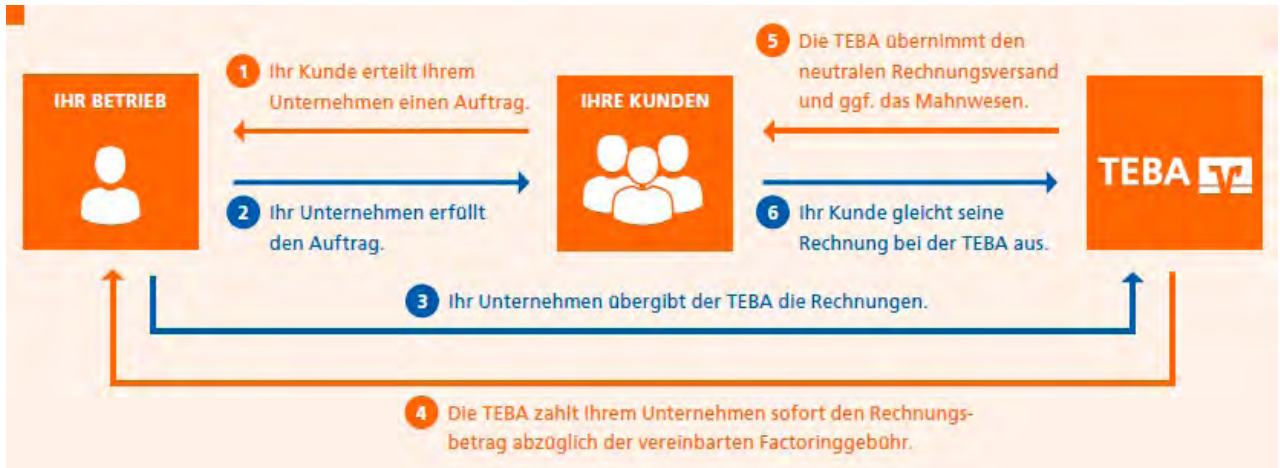 IHR BETRIEB
1 Ihr Kunde erteilt Ihrem
Unternehmen einen Auftrag.
2 Ihr Unternehmen erfüllt
den Auftrag.
IHRE KUNDEN
5 Die TEBA übernimmt den
neutralen Rechnungsversand
und ggf. das Mahnwesen.
6 Ihr Kunde gleicht seine
Rechnung bei der TEBA aus.
TEBA
3 Ihr Unternehmen übergibt der TEBA die Rechnungen.
4 Die TEBA zahlt Ihrem Unternehmen sofort den Rechnungs-
betrag abzüglich der vereinbarten Factoringgebühr.